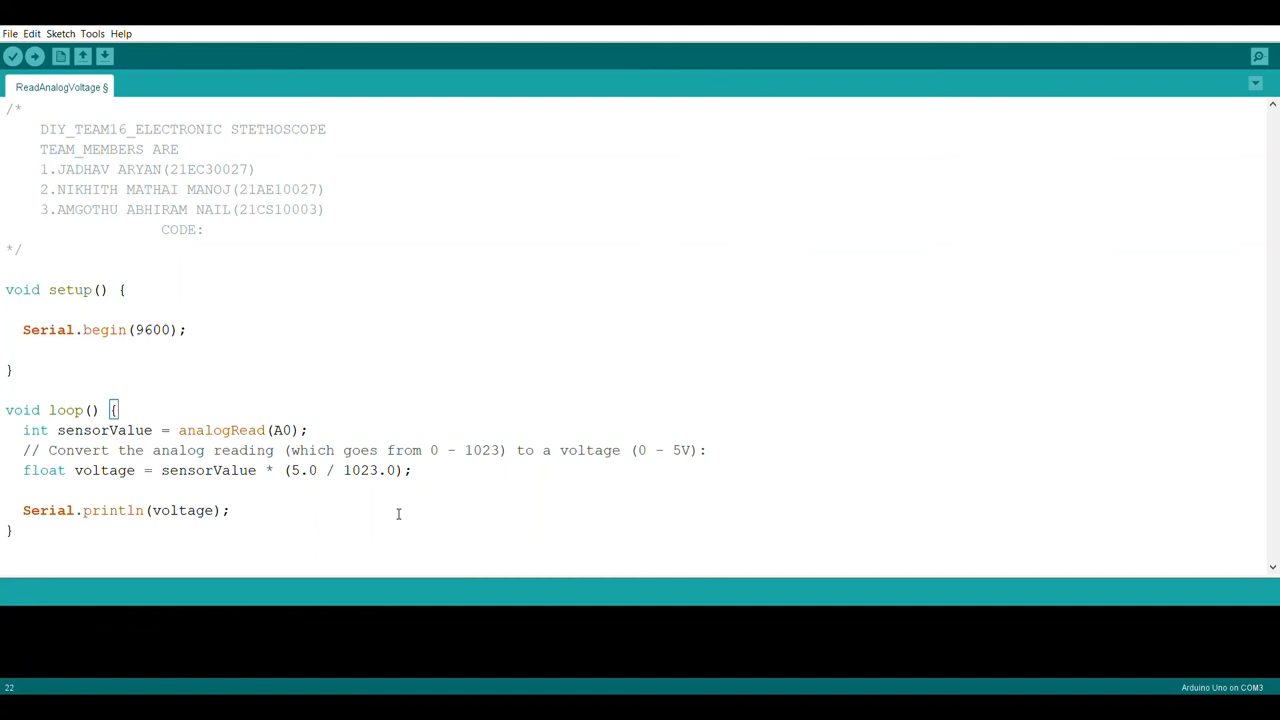 File Edit Sketch Tools Help
ReadAnalogVoltage §
/*
DIY_TEAM16_ELECTRONIC STETHOSCOPE
TEAM_MEMBERS ARE
1.JADHAV ARYAN(21EC30027)
2.NIKHITH MATHAI MANOJ(21AE10027)
3.AMGOTHU ABHIRAM NAIL(21CS10003)
CODE:
*/
void setup() {
Serial.begin(9600);
}
void loop() {
int sensorValue = analogRead(A0);
// Convert the analog reading (which goes from 0 - 1023) to a voltage (0 - 5V):
float voltage = sensorValue * (5.0 / 1023.0);
Serial.println(voltage);
}
22
Arduino Uno on COM3